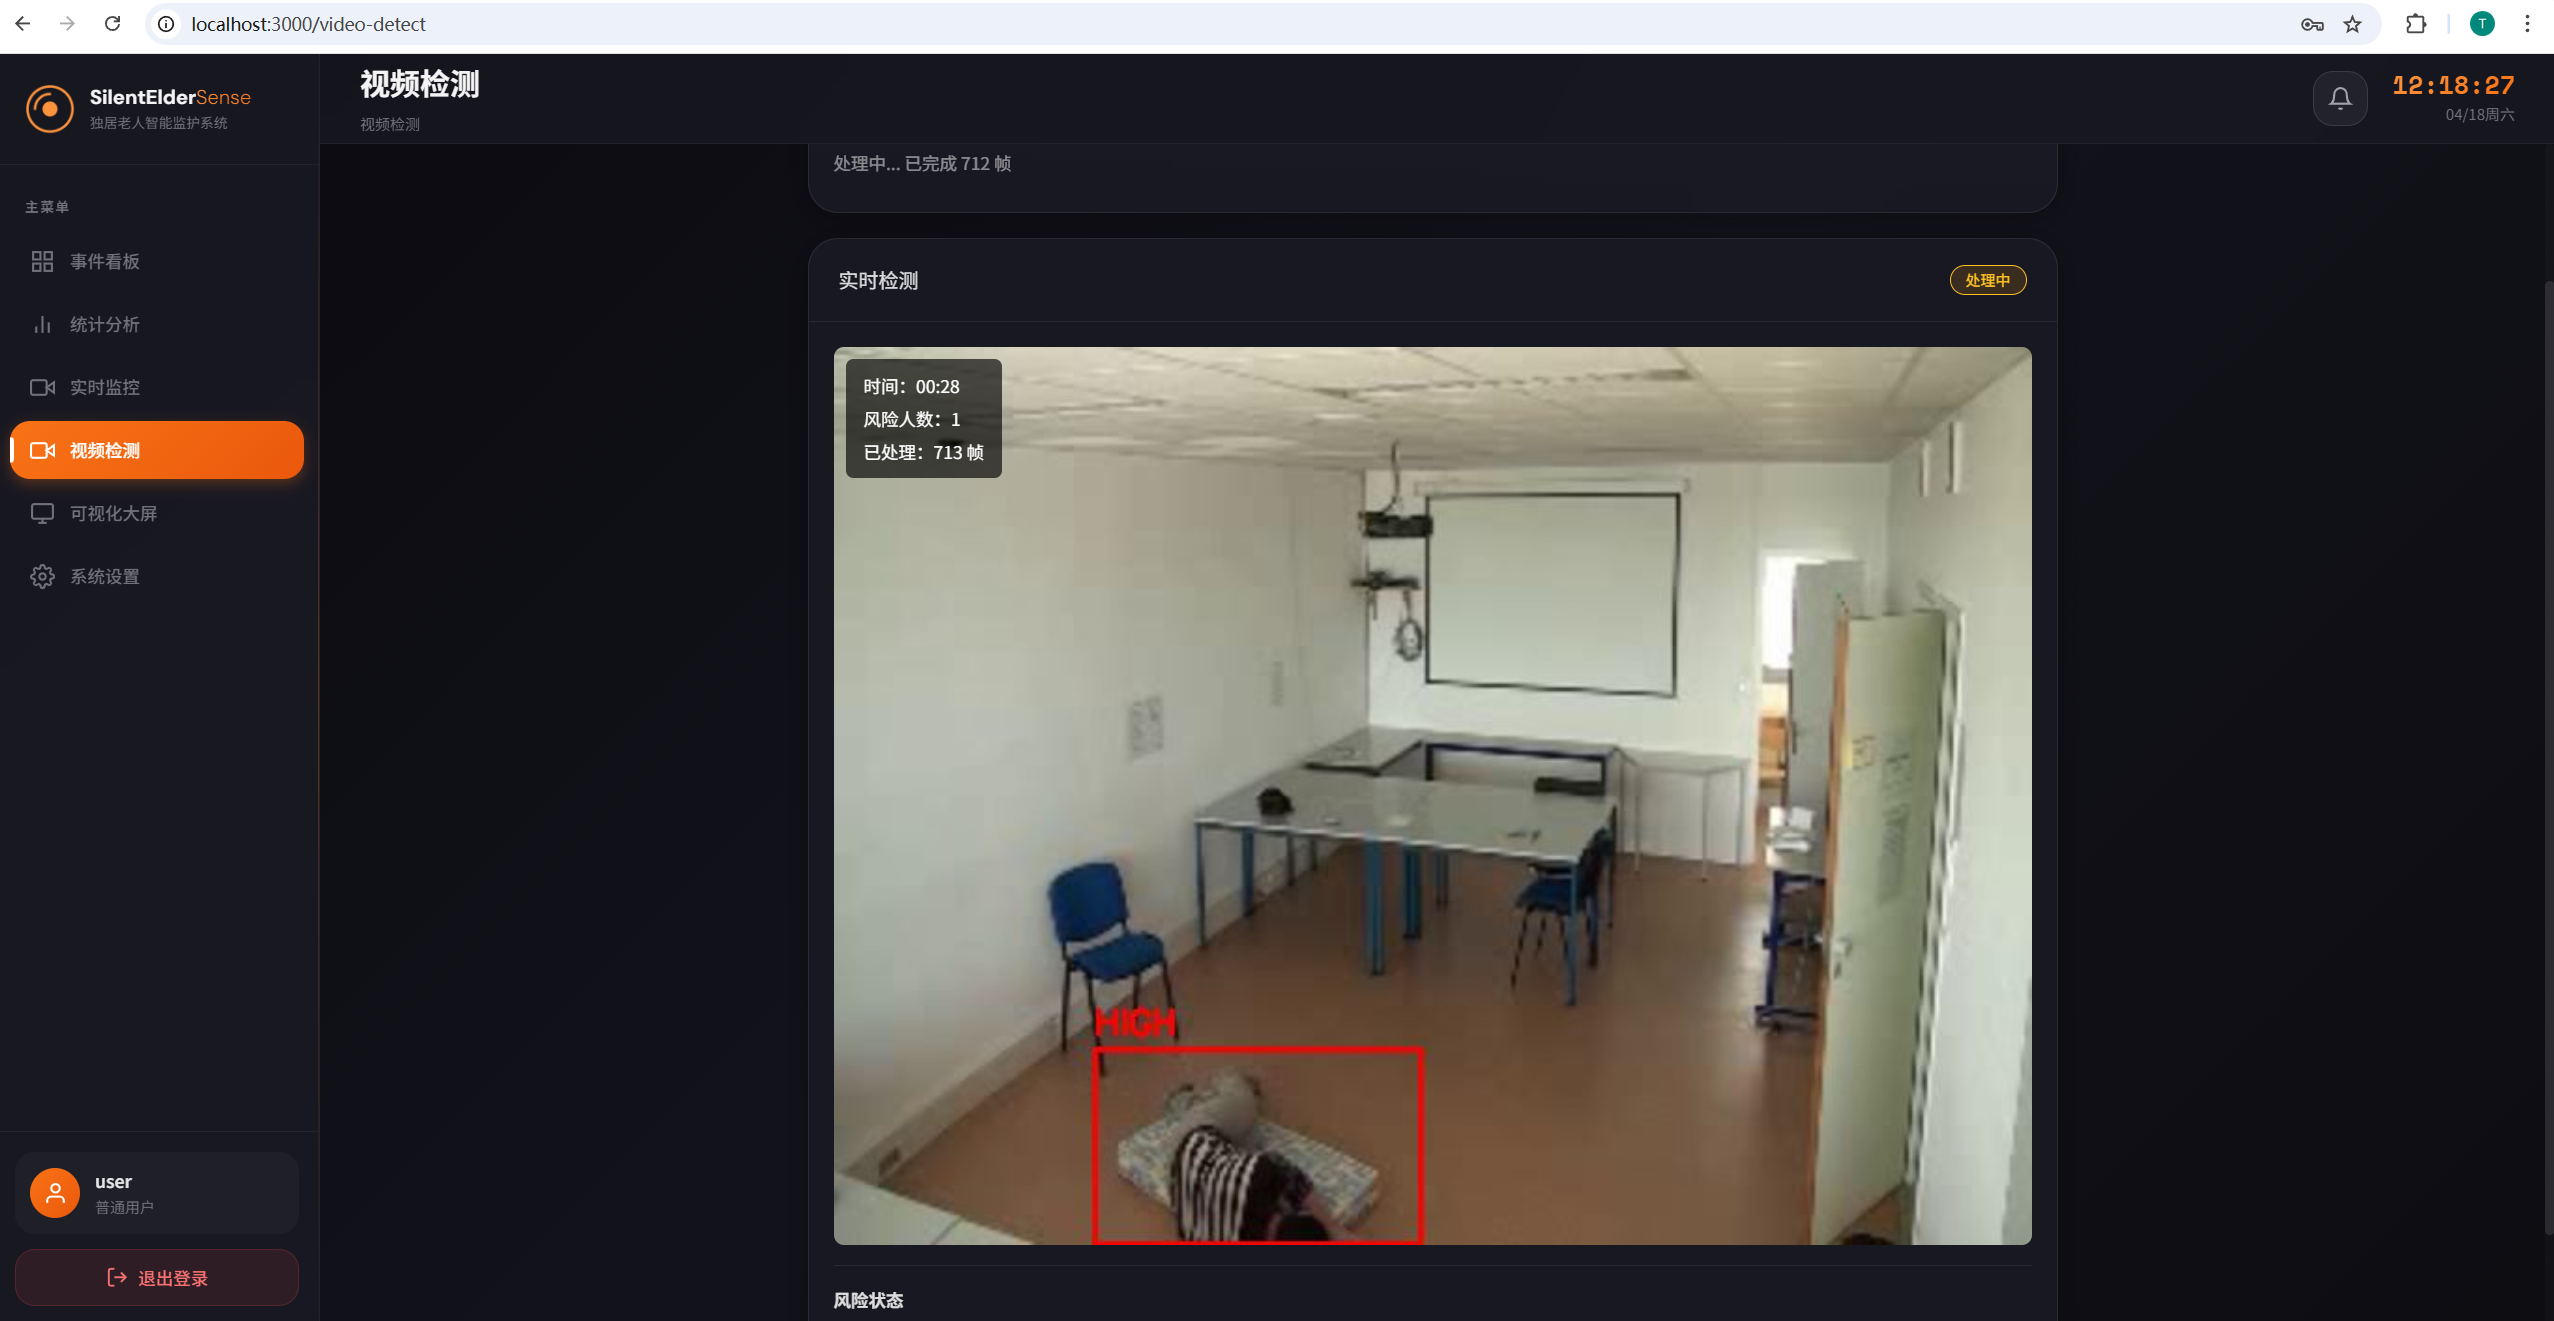 localhost:3000/video-detect
T
SilentElderSense
独居老人智能监护系统
视频检测
视频检测
12:18:27
04/18周六
主菜单
事件看板
统计分析
实时监控
视频检测
可视化大屏
系统设置
user
普通用户
退出登录
处理中... 已完成 712 帧
实时检测
处理中
时间：00:28
风险人数：1
已处理：713 帧
HIGH
风险状态